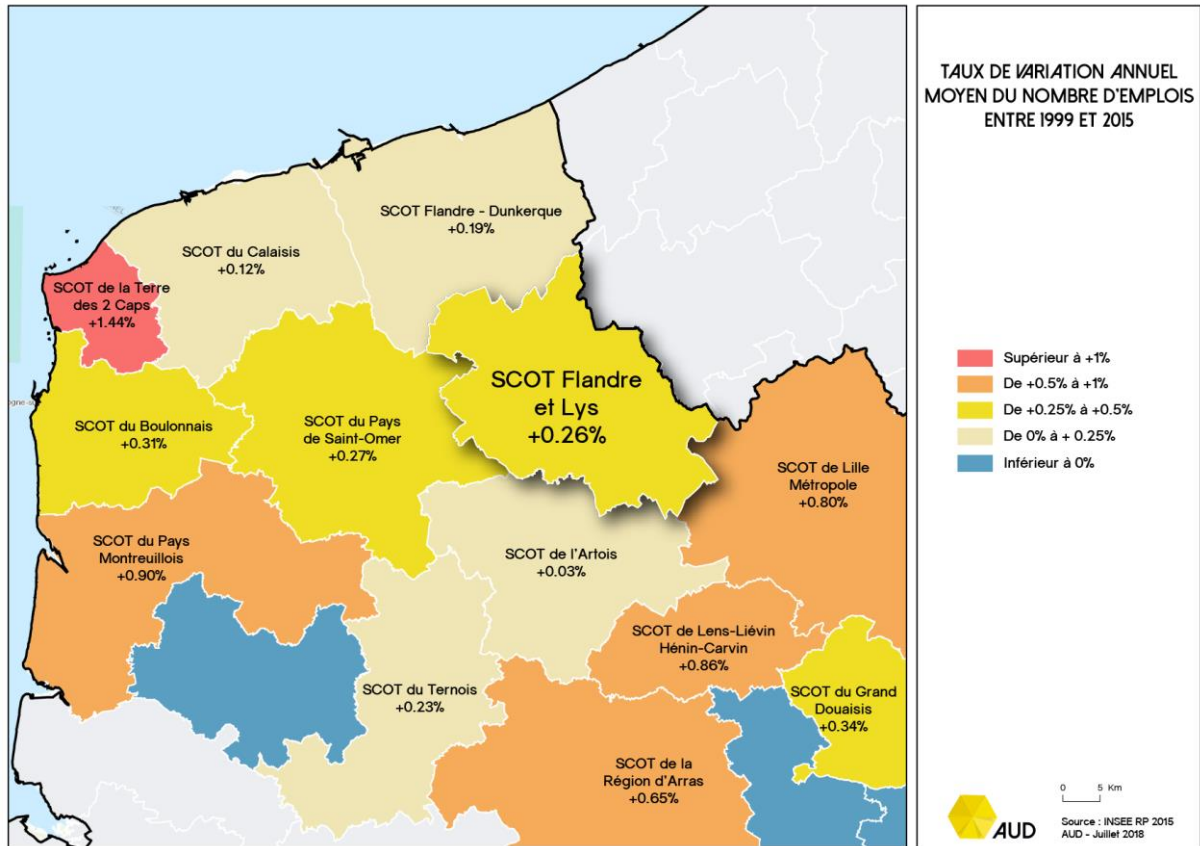 TAUX DE VARIATION ANNUEL
MOYEN DU NOMBRE D'EMPLOIS
ENTRE 1999 ET 2015
SCOT Flandre - Dunkerque
+0.19%
SCOT du Calaisis
+0.12%
SCOT de la Terre
des 2 Caps
+1.44%
SCOT Flandre
et Lys
+0.26%
SCOT du Boulonnais
+0.31%
SCOT du Pays
de Saint-Omer
+0.27%
SCOT de Lille
Métropole
+0.80%
SCOT du Pays
Montreuillois
+0.90%
SCOT de l'Artois
+0.03%
SCOT de Lens-Liévin
Hénin-Carvin
+0.86%
SCOT du Ternois
+0.23%
SCOT du Grand
Douaisis
+0.34%
SCOT de la
Région d'Arras
+0.65%
Supérieur à +1%
De +0.5% à +1%
De +0.25% à +0.5%
De 0% à + 0.25%
Inférieur à 0%
0 5 Km
AUD
Source : INSEE RP 2015
AUD - Juillet 2018